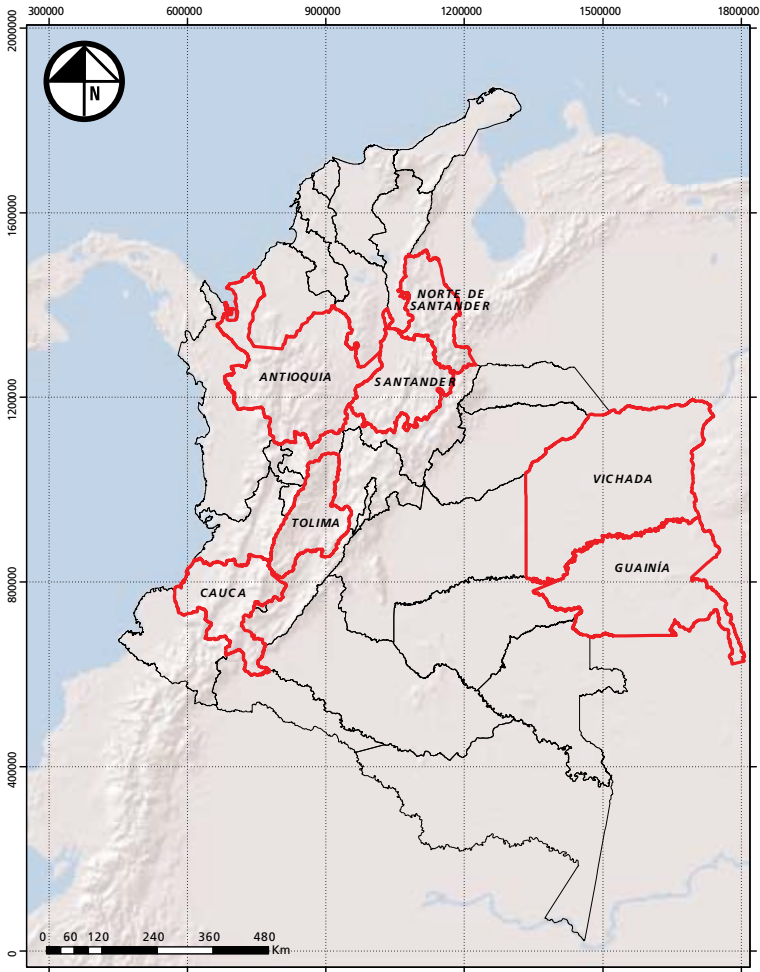 300000 600000 900000 1200000 1500000 1800000
2000000
N
1600000
NORTE DE
SANTANDER
ANTIOQUIA
SANTANDER
1200000
VICHADA
TOLIMA
GUAINÍA
800000
CAUCA
400000
0 60 120 240 360 480
Km
0